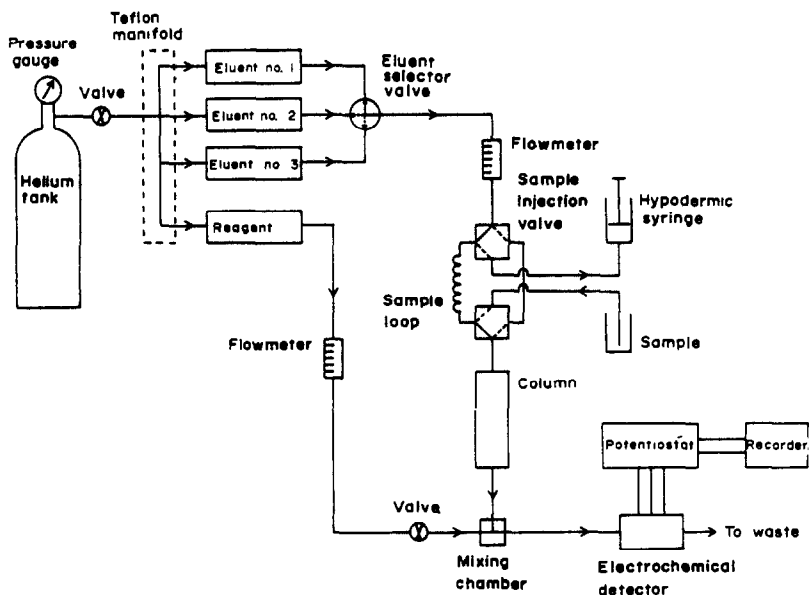 Teflon
manifold
Pressure
gauge
Valve
Helium
tank
Eluent no. 1
Eluent no. 2
Eluent no 3
Reagent
Eluent
selector
valve
Flowmeter
Sample
injection
valve
Hypodermic
syringe
Sample
loop
Sample
Flowmeter
Column
Potentiostat
Recorder
Valve
Mixing
chamber
Electrochemical
detector
To waste